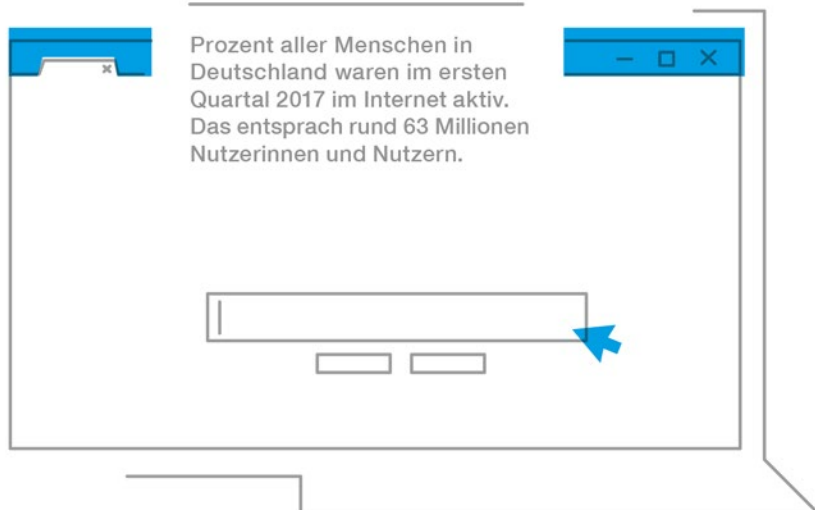 Prozent aller Menschen in
Deutschland waren im ersten
Quartal 2017 im Internet aktiv.
Das entsprach rund 63 Millionen
Nutzerinnen und Nutzern.